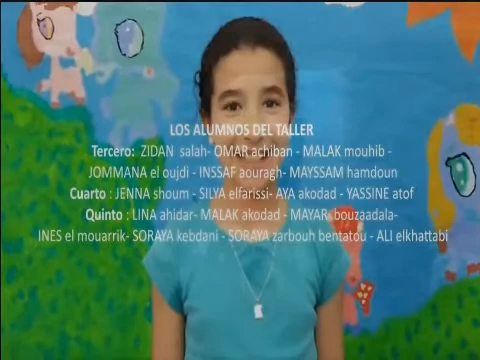 LOS ALUMNOS DEL TALLER
Tercero: ZIDAN salah- OMAR achiban - MALAK mouhib -
JOMMANA el oujdi - INSSAF aouragh- MAYSSAM hamdoun
Cuarto : JENNA shoum - SILYA elfarissi- AYA akodad - YASSINE atof
Quinto : LINA ahidar- MALAK akodad - MAYAR bouzaadala-
INES el mouarrik- SORAYA kebdani - SORAYA zarbouh bentatou - ALI elkhattabi